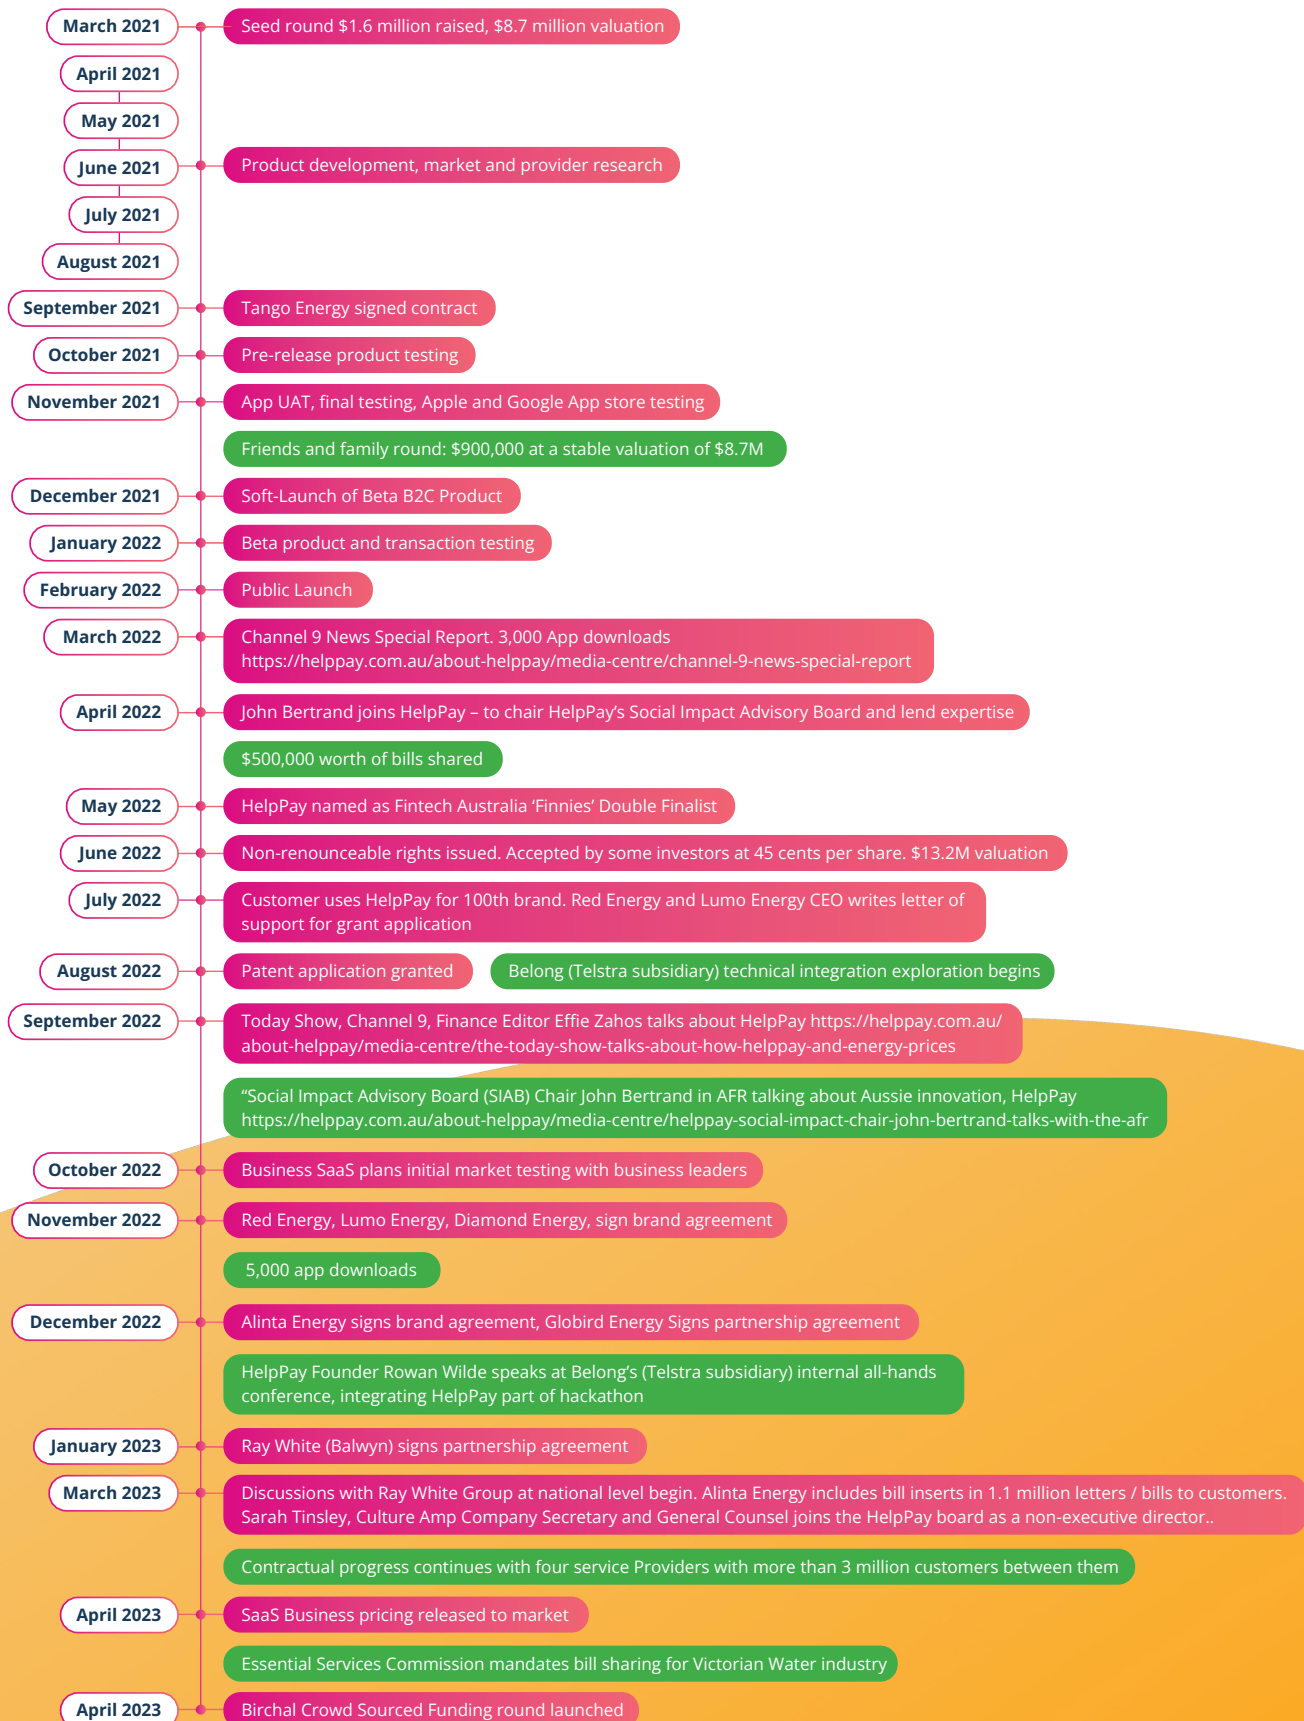 March 2021
Seed round $1.6 million raised, $8.7 million valuation
April 2021
May 2021
June 2021
Product development, market and provider research
July 2021
August 2021
September 2021
Tango Energy signed contract
October 2021
Pre-release product testing
November 2021
App UAT, final testing, Apple and Google App store testing
Friends and family round: $900,000 at a stable valuation of $8.7M
December 2021
Soft-Launch of Beta B2C Product
January 2022
Beta product and transaction testing
February 2022
Public Launch
March 2022
Channel 9 News Special Report. 3,000 App downloads
https://helppay.com.au/about-helppay/media-centre/channel-9-news-special-report
April 2022
John Bertrand joins HelpPay – to chair HelpPay’s Social Impact Advisory Board and lend expertise
$500,000 worth of bills shared
May 2022
HelpPay named as Fintech Australia ‘Finnies’ Double Finalist
June 2022
Non-renounceable rights issued. Accepted by some investors at 45 cents per share. $13.2M valuation
July 2022
Customer uses HelpPay for 100th brand. Red Energy and Lumo Energy CEO writes letter of
support for grant application
August 2022
Patent application granted
Belong (Telstra subsidiary) technical integration exploration begins
September 2022
Today Show, Channel 9, Finance Editor Effie Zahos talks about HelpPay https://helppay.com.au/
about-helppay/media-centre/the-today-show-talks-about-how-helppay-and-energy-prices
“Social Impact Advisory Board (SIAB) Chair John Bertrand in AFR talking about Aussie innovation, HelpPay
https://helppay.com.au/about-helppay/media-centre/helppay-social-impact-chair-john-bertrand-talks-with-the-afr
October 2022
Business SaaS plans initial market testing with business leaders
November 2022
Red Energy, Lumo Energy, Diamond Energy, sign brand agreement
5,000 app downloads
December 2022
Alinta Energy signs brand agreement, Globird Energy Signs partnership agreement
HelpPay Founder Rowan Wilde speaks at Belong’s (Telstra subsidiary) internal all-hands
conference, integrating HelpPay part of hackathon
January 2023
Ray White (Balwyn) signs partnership agreement
March 2023
Discussions with Ray White Group at national level begin. Alinta Energy includes bill inserts in 1.1 million letters / bills to customers.
Sarah Tinsley, Culture Amp Company Secretary and General Counsel joins the HelpPay board as a non-executive director..
Contractual progress continues with four service Providers with more than 3 million customers between them
April 2023
SaaS Business pricing released to market
Essential Services Commission mandates bill sharing for Victorian Water industry
April 2023
Birchal Crowd Sourced Funding round launched